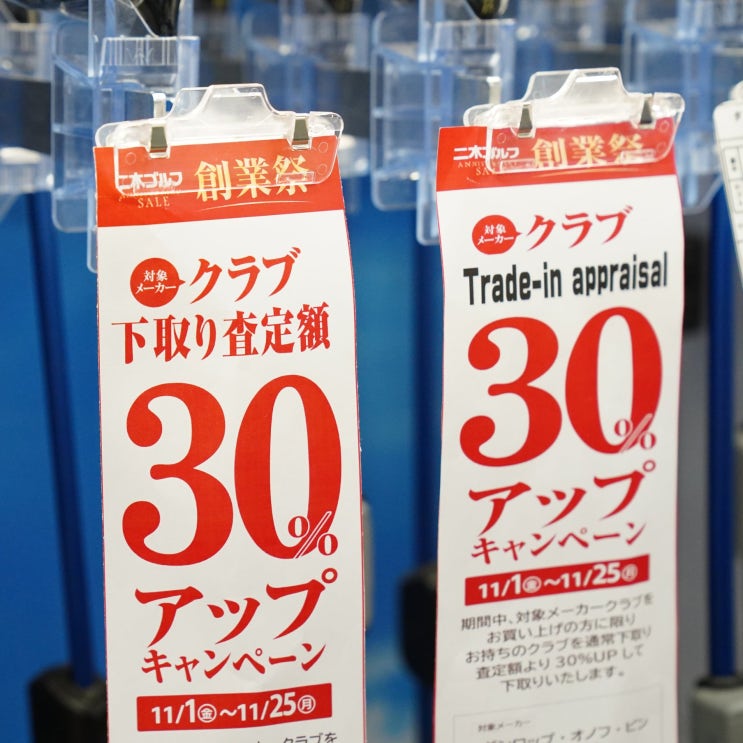 二木ゴルフ
ANNIVERSARY
SALE
創業祭
対象
メーカー
クラブ
下取り査定額
30%
アップ
キャンペーン
11/1㊎～11/25㊊
二木ゴルフ
SALE
創業祭
対象
メーカー
クラブ
Trade-in appraisal
30%
アップ
キャンペーン
11/1㊎～11/25㊊
期間中、対象メーカークラブを
お買い上げの方に限り
お持ちのクラブを通常下取り
査定額より30%UPして
下取りいたします。
対象メーカー